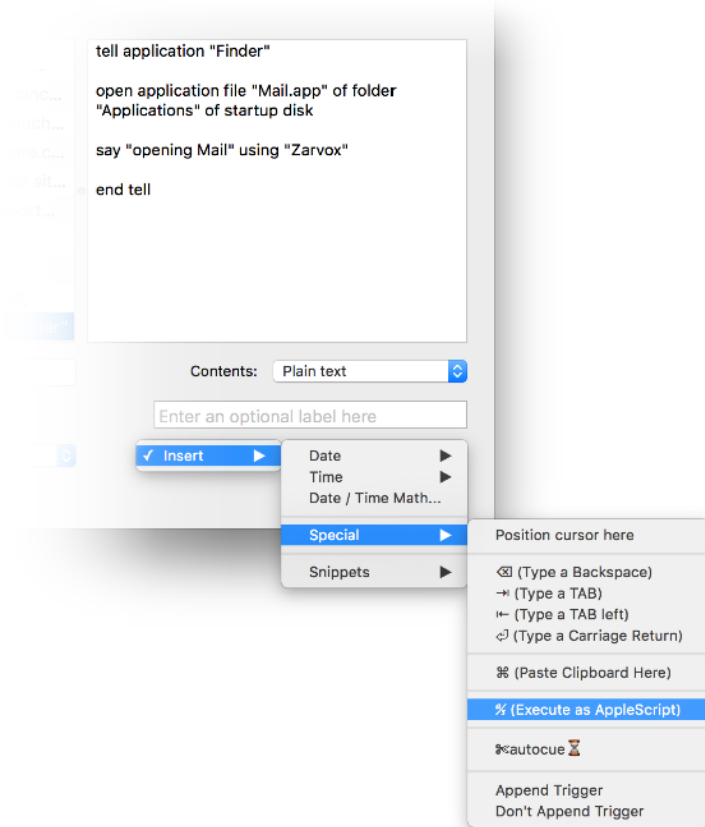 tell application "Finder"
open application file "Mail.app" of folder
"Applications" of startup disk
say "opening Mail" using "Zarvox"
end tell
Contents: Plain text
Enter an optional label here
✓ Insert ▶
Date ▶
Time ▶
Date / Time Math...
Special ▶
Snippets ▶
Position cursor here
⌫ (Type a Backspace)
⇥ (Type a TAB)
⇤ (Type a TAB left)
⏎ (Type a Carriage Return)
⌘ (Paste Clipboard Here)
% (Execute as AppleScript)
✄autocue⌛
Append Trigger
Don't Append Trigger